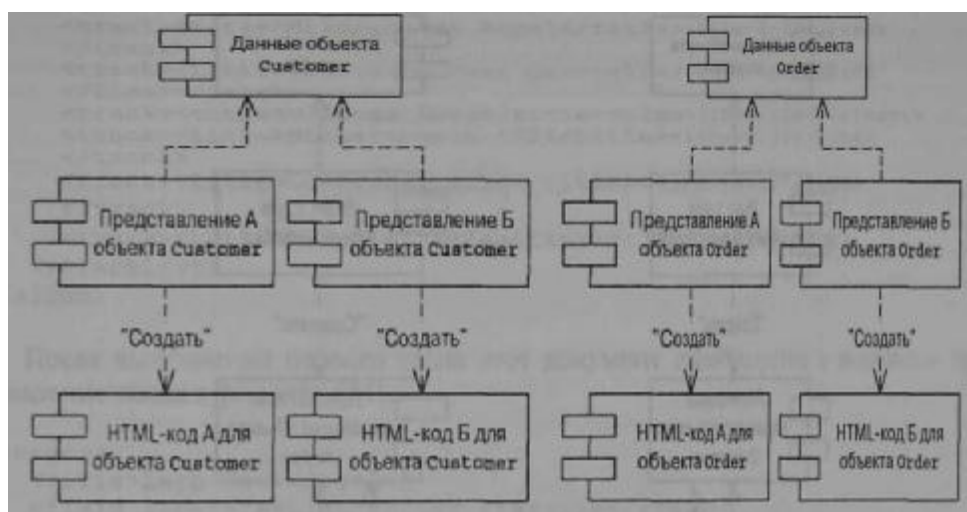 Данные объекта
Customer
Данные объекта
Order
Представление А
объекта Customer
Представление Б
объекта Customer
Представление А
объекта Order
Представление Б
объекта Order
"Создать"
"Создать"
"Создать"
"Создать"
HTML-код А для
объекта Customer
HTML-код Б для
объекта Customer
HTML-код А для
объекта Order
HTML-код Б для
объекта Order